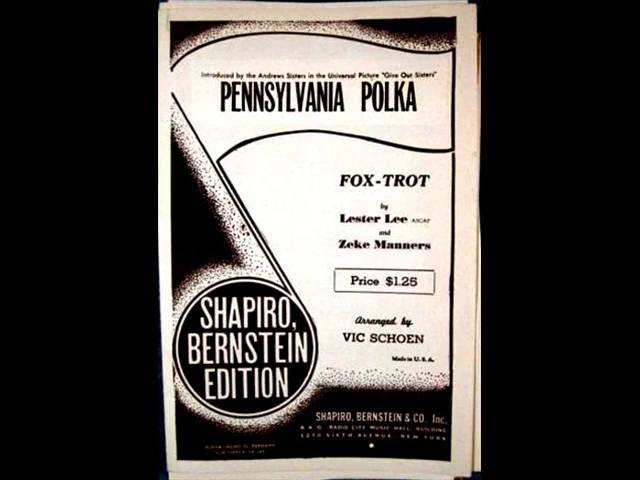 Introduced by the Andrews Sisters in the Universal Picture "Give Out Sisters"
PENNSYLVANIA POLKA
FOX-TROT
by
Lester Lee ASCAP
and
Zeke Manners
Price $1.25
Arranged by
VIC SCHOEN
Made in U. S. A.
SHAPIRO,
BERNSTEIN
EDITION
SHAPIRO, BERNSTEIN & CO. Inc.
RADIO CITY MUSIC HALL BUILDING
1270 SIXTH AVENUE, NEW YORK